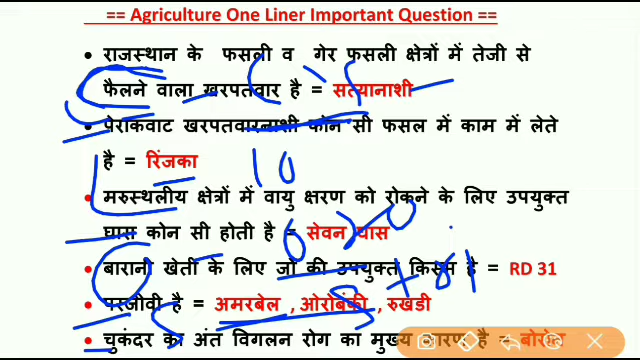 == Agriculture One Liner Important Question ==
• राजस्थान के फसली व गेर फसली क्षेत्रों में तेजी से
फैलने वाला खरपतवार है = सत्यानाशी
• पेराकवाट खरपतवारनाशी कौन सी फसल में काम में लेते
है = रिंजका
• मरुस्थलीय क्षेत्रों में वायु क्षरण को रोकने के लिए उपयुक्त
घास कोन सी होती है = सेवन घास
• बारानी खेती के लिए जौ की उपयुक्त किस्म है = RD 31
• परजीवी है = अमरबेल , ओरोबंकी , रुखडी
• चुकंदर का अंत विगलन रोग का मुख्य कारण है = बोरोन